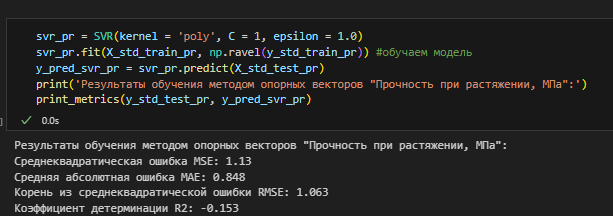 svr_pr = SVR(kernel = 'poly', C = 1, epsilon = 1.0)
svr_pr.fit(X_std_train_pr, np.ravel(y_std_train_pr)) #обучаем модель
y_pred_svr_pr = svr_pr.predict(X_std_test_pr)
print('Результаты обучения методом опорных векторов "Прочность при растяжении, МПа":')
print_metrics(y_std_test_pr, y_pred_svr_pr)
0.0s
Результаты обучения методом опорных векторов "Прочность при растяжении, МПа":
Среднеквадратическая ошибка MSE: 1.13
Средняя абсолютная ошибка MAE: 0.848
Корень из среднеквадратической ошибки RMSE: 1.063
Коэффициент детерминации R2: -0.153